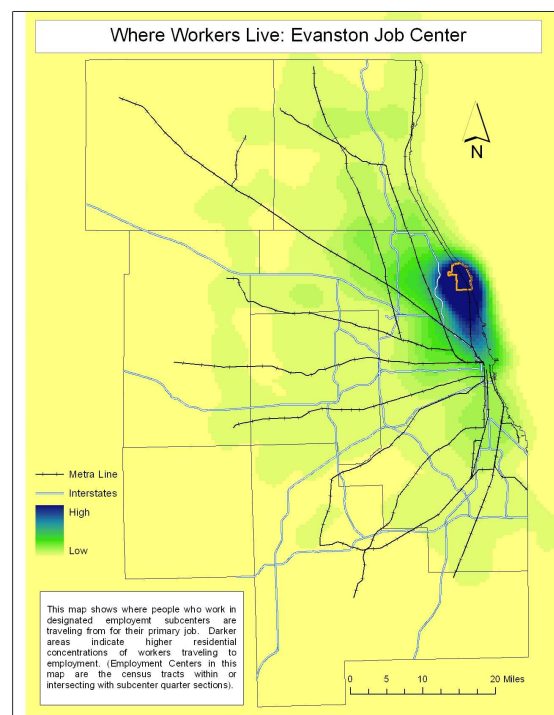 Where Workers Live: Evanston Job Center
N
Metra Line
Interstates
High
Low
This map shows where people who work in
designated employemt subcenters are
traveling from for their primary job. Darker
areas indicate higher residential
concentrations of workers traveling to
employment. (Employment Centers in this
map are the census tracts within or
intersecting with subcenter quarter sections).
0 5 10 20 Miles